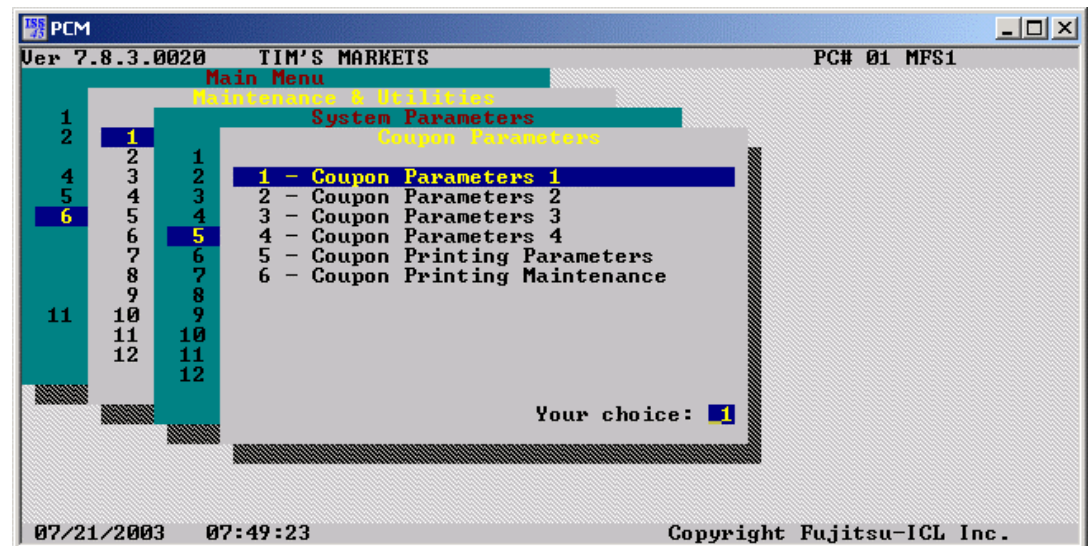 ISS 45 PCM
Ver 7.8.3.0020 TIM'S MARKETS PC# 01 MFS1
Main Menu
Maintenance & Utilities
System Parameters
Coupon Parameters
1
2
4
5
6
11
1
2
3
4
5
6
7
8
9
10
11
12
1
2
3
4
5
6
7
8
9
10
11
12
1 - Coupon Parameters 1
2 - Coupon Parameters 2
3 - Coupon Parameters 3
4 - Coupon Parameters 4
5 - Coupon Printing Parameters
6 - Coupon Printing Maintenance
Your choice: 1
07/21/2003 07:49:23 Copyright Fujitsu-ICL Inc.